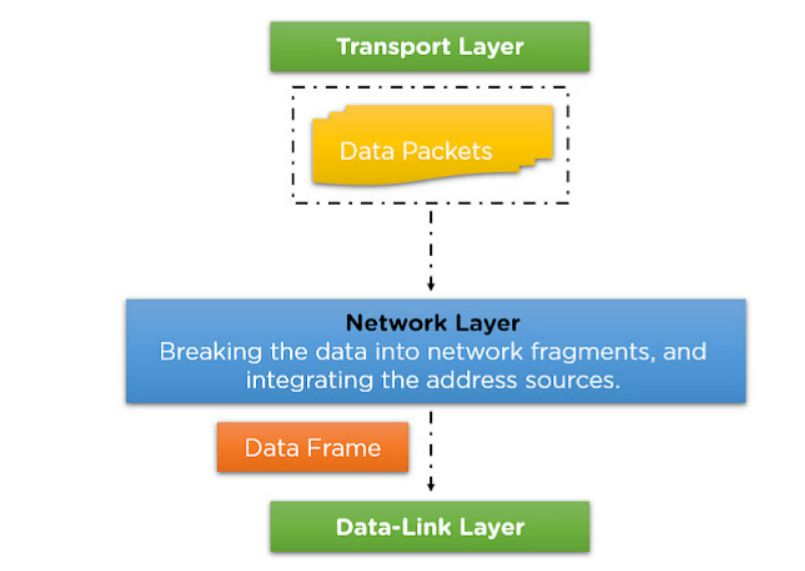 Transport Layer
Data Packets
Network Layer
Breaking the data into network fragments, and
integrating the address sources.
Data Frame
Data-Link Layer